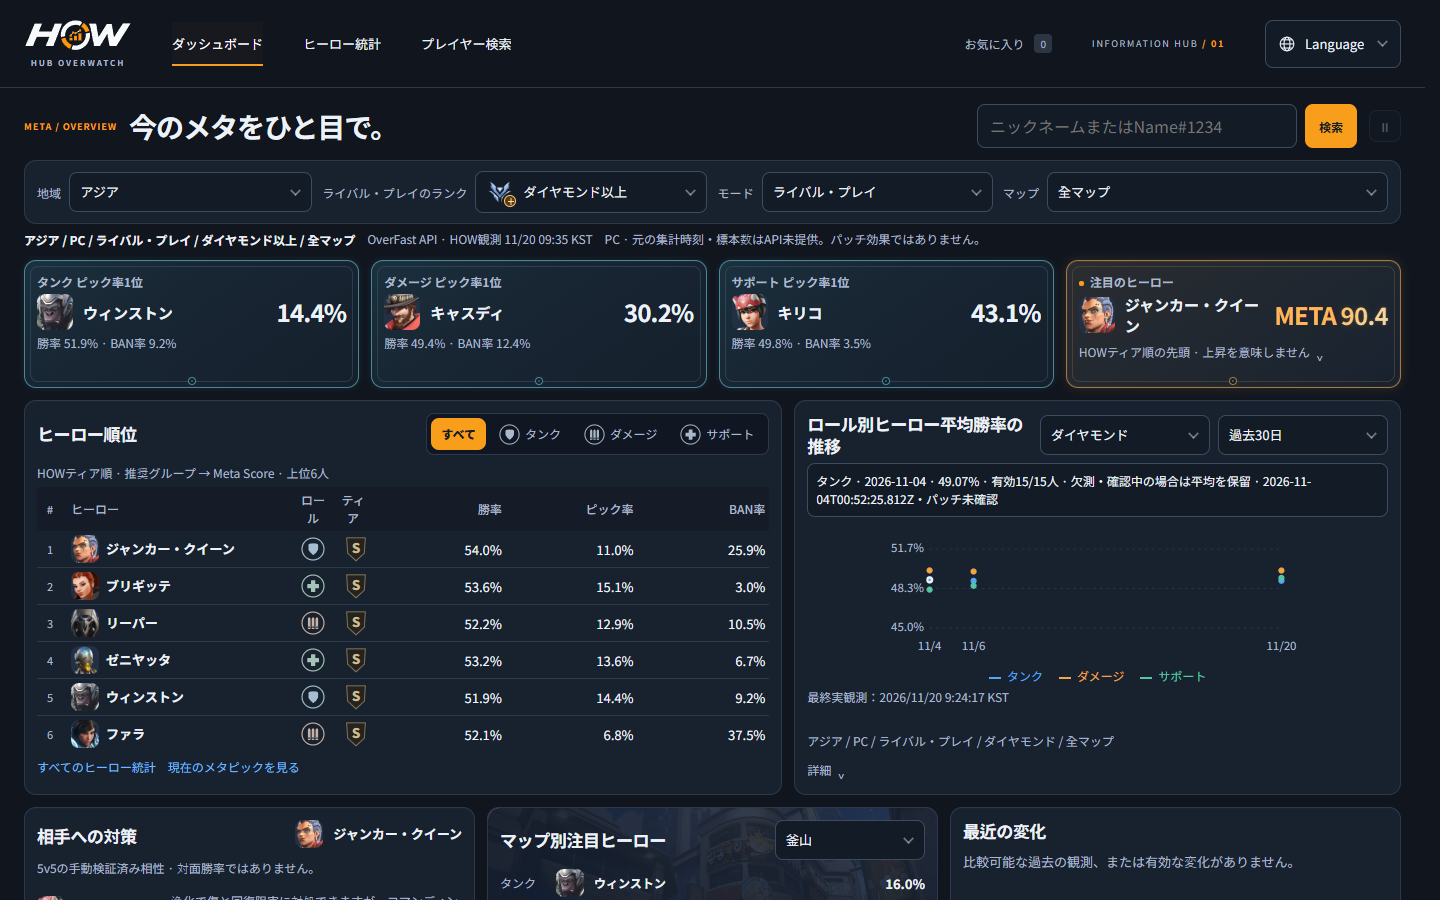 HOW
HUB OVERWATCH
ダッシュボード
ヒーロー統計
プレイヤー検索
お気に入り 0
INFORMATION HUB / 01
Language
META / OVERVIEW
今のメタをひと目で。
ニックネームまたはName#1234
検索
地域
アジア
ライバル・プレイのランク
ダイヤモンド以上
モード
ライバル・プレイ
マップ
全マップ
アジア / PC / ライバル・プレイ / ダイヤモンド以上 / 全マップ
OverFast API · HOW観測 11/20 09:35 KST
PC · 元の集計時刻・標本数はAPI未提供。パッチ効果ではありません。
タンク ピック率1位
ウィンストン
14.4%
勝率 51.9% · BAN率 9.2%
ダメージ ピック率1位
キャスディ
30.2%
勝率 49.4% · BAN率 12.4%
サポート ピック率1位
キリコ
43.1%
勝率 49.8% · BAN率 3.5%
注目のヒーロー
ジャンカー・クイー
ン
META 90.4
HOWティア順の先頭 · 上昇を意味しません
ヒーロー順位
すべて
タンク
ダメージ
サポート
HOWティア順 · 推奨グループ → Meta Score · 上位6人
# ヒーロー ロー ティ 勝率 ピック率 BAN率
ル ア
1 ジャンカー・クイーン S 54.0% 11.0% 25.9%
2 ブリギッテ S 53.6% 15.1% 3.0%
3 リーパー S 52.2% 12.9% 10.5%
4 ゼニヤッタ S 53.2% 13.6% 6.7%
5 ウィンストン S 51.9% 14.4% 9.2%
6 ファラ S 52.1% 6.8% 37.5%
すべてのヒーロー統計 現在のメタピックを見る
ロール別ヒーロー平均勝率の
推移
ダイヤモンド
過去30日
タンク · 2026-11-04 · 49.07% · 有効15/15人 · 欠測・確認中の場合は平均を保留 · 2026-11-
04T00:52:25.812Z • パッチ未確認
51.7%
48.3%
45.0%
11/4 11/6 11/20
タンク ダメージ サポート
最終実観測：2026/11/20 9:24:17 KST
アジア / PC / ライバル・プレイ / ダイヤモンド / 全マップ
詳細
相手への対策
ジャンカー・クイーン
5v5の手動検証済み相性 · 対面勝率ではありません。
マップ別注目ヒーロー
釜山
タンク
ウィンストン
16.0%
最近の変化
比較可能な過去の観測、または有効な変化がありません。